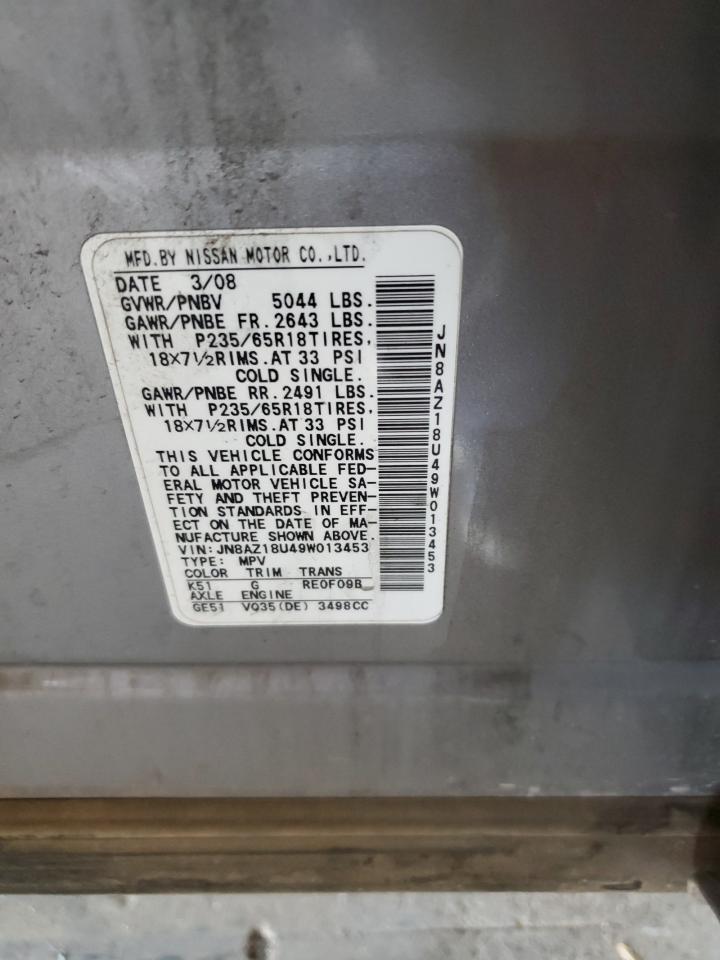 MFD.BY NISSAN MOTOR CO.,LTD.
DATE 3/08
GVWR/PNBV 5044 LBS.
GAWR/PNBE FR.2643 LBS.
WITH P235/65R18TIRES,
18×7½RIMS.AT 33 PSI
COLD SINGLE.
GAWR/PNBE RR.2491 LBS.
WITH P235/65R18TIRES,
18×7½RIMS.AT 33 PSI
COLD SINGLE.
THIS VEHICLE CONFORMS
TO ALL APPLICABLE FED-
ERAL MOTOR VEHICLE SA-
FETY AND THEFT PREVEN-
TION STANDARDS IN EFF-
ECT ON THE DATE OF MA-
NUFACTURE SHOWN ABOVE.
VIN: JN8AZ18U49W013453
TYPE: MPV
COLOR TRIM TRANS
K51 G RE0F09B
AXLE ENGINE
GE51 VQ35(DE) 3498CC
JN8AZ18U49W013453